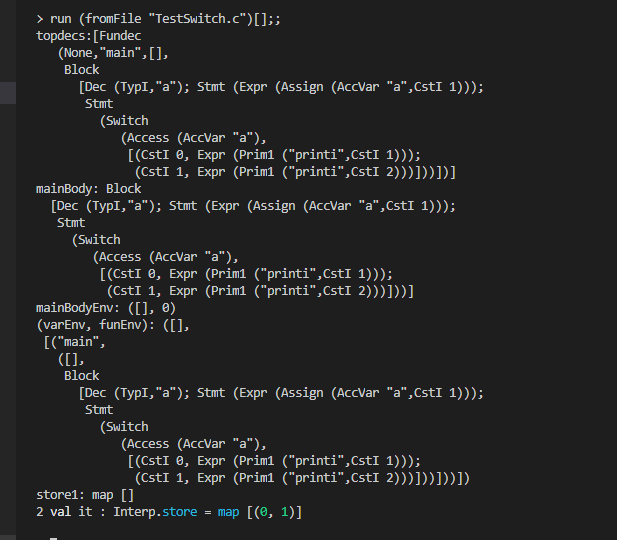 > run (fromFile "TestSwitch.c")[];;
topdecs:[Fundec
   (None,"main",[],
    Block
      [Dec (TypI,"a"); Stmt (Expr (Assign (AccVar "a",CstI 1)));
       Stmt
         (Switch
            (Access (AccVar "a"),
             [(CstI 0, Expr (Prim1 ("printi",CstI 1)));
              (CstI 1, Expr (Prim1 ("printi",CstI 2)))]))])]
mainBody: Block
  [Dec (TypI,"a"); Stmt (Expr (Assign (AccVar "a",CstI 1)));
   Stmt
     (Switch
        (Access (AccVar "a"),
         [(CstI 0, Expr (Prim1 ("printi",CstI 1)));
          (CstI 1, Expr (Prim1 ("printi",CstI 2)))]))]
mainBodyEnv: ([], 0)
(varEnv, funEnv): ([],
 [("main",
   ([],
    Block
      [Dec (TypI,"a"); Stmt (Expr (Assign (AccVar "a",CstI 1)));
       Stmt
         (Switch
            (Access (AccVar "a"),
             [(CstI 0, Expr (Prim1 ("printi",CstI 1)));
              (CstI 1, Expr (Prim1 ("printi",CstI 2)))]))]))])
store1: map []
2 val it : Interp.store = map [(0, 1)]